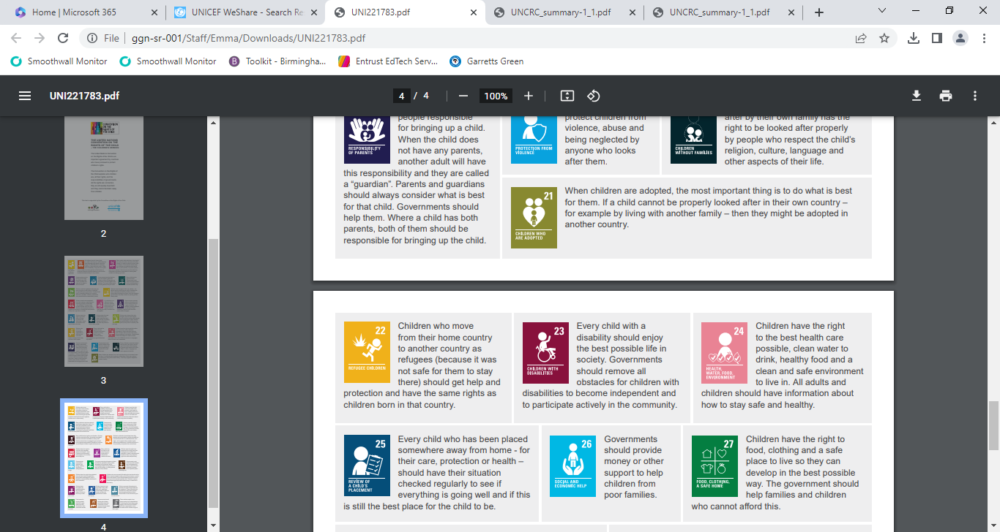 Home | Microsoft 365
UNICEF WeShare - Search Re
UNI221783.pdf
UNCRC_summary-1_1.pdf
UNCRC_summary-1_1.pdf
File | ggn-sr-001/Staff/Emma/Downloads/UNI221783.pdf
Smoothwall Monitor
Smoothwall Monitor
Toolkit - Birmingha...
Entrust EdTech Serv...
Garretts Green
UNI221783.pdf
4 / 4
100%
2
3
4
people responsible
for bringing up a child.
When the child does
not have any parents,
another adult will have
this responsibility and they are called
a “guardian”. Parents and guardians
should always consider what is best
for that child. Governments should
help them. Where a child has both
parents, both of them should be
responsible for bringing up the child.
RESPONSIBILITY
OF PARENTS
protect children from
violence, abuse and
being neglected by
anyone who looks
after them.
PROTECTION FROM
VIOLENCE
after by their own family has the
right to be looked after properly
by people who respect the child’s
religion, culture, language and
other aspects of their life.
CHILDREN
WITHOUT FAMILIES
21
CHILDREN WHO
ARE ADOPTED
When children are adopted, the most important thing is to do what is best
for them. If a child cannot be properly looked after in their own country –
for example by living with another family – then they might be adopted in
another country.
22
REFUGEE CHILDREN
Children who move
from their home country
to another country as
refugees (because it was
not safe for them to stay
there) should get help and
protection and have the same rights as
children born in that country.
23
CHILDREN WITH
DISABILITIES
Every child with a
disability should enjoy
the best possible life in
society. Governments
should remove all
obstacles for children with
disabilities to become independent and
to participate actively in the community.
24
HEALTH,
WATER, FOOD,
ENVIRONMENT
Children have the right
to the best health care
possible, clean water to
drink, healthy food and a
clean and safe environment
to live in. All adults and
children should have information about
how to stay safe and healthy.
25
REVIEW OF
A CHILD'S
PLACEMENT
Every child who has been placed
somewhere away from home - for
their care, protection or health –
should have their situation
checked regularly to see if
everything is going well and if this
is still the best place for the child to be.
26
SOCIAL AND
ECONOMIC HELP
Governments
should provide
money or other
support to help
children from
poor families.
27
FOOD, CLOTHING,
A SAFE HOME
Children have the right to
food, clothing and a safe
place to live so they can
develop in the best possible
way. The government should
help families and children
who cannot afford this.